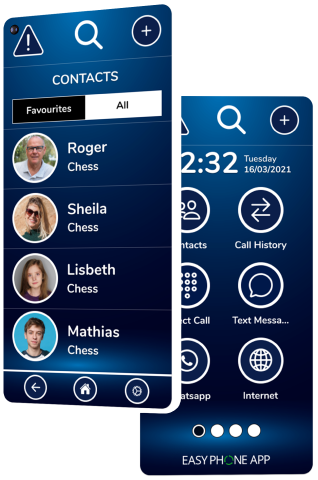 CONTACTS
Favourites All
Roger
Chess
Sheila
Chess
Lisbeth
Chess
Mathias
Chess
2:32
Tuesday
16/03/2021
ntacts Call History
ct Call Text Messa...
tsapp Internet
EASY PHONE APP